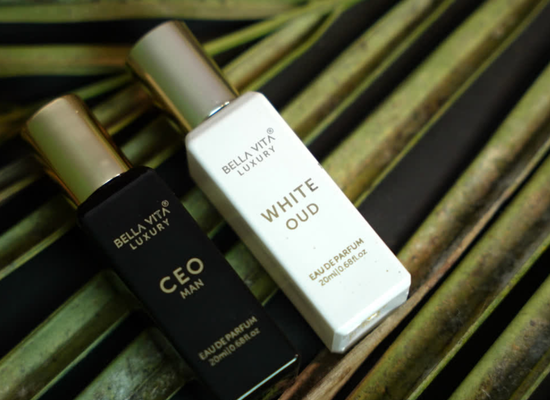 BELLA VITA®
LUXURY
CEO
MAN
EAU DE PARFUM
20ml|0.68fl.oz
BELLA VITA®
LUXURY
WHITE
OUD
EAU DE PARFUM
20ml|0.68fl.oz